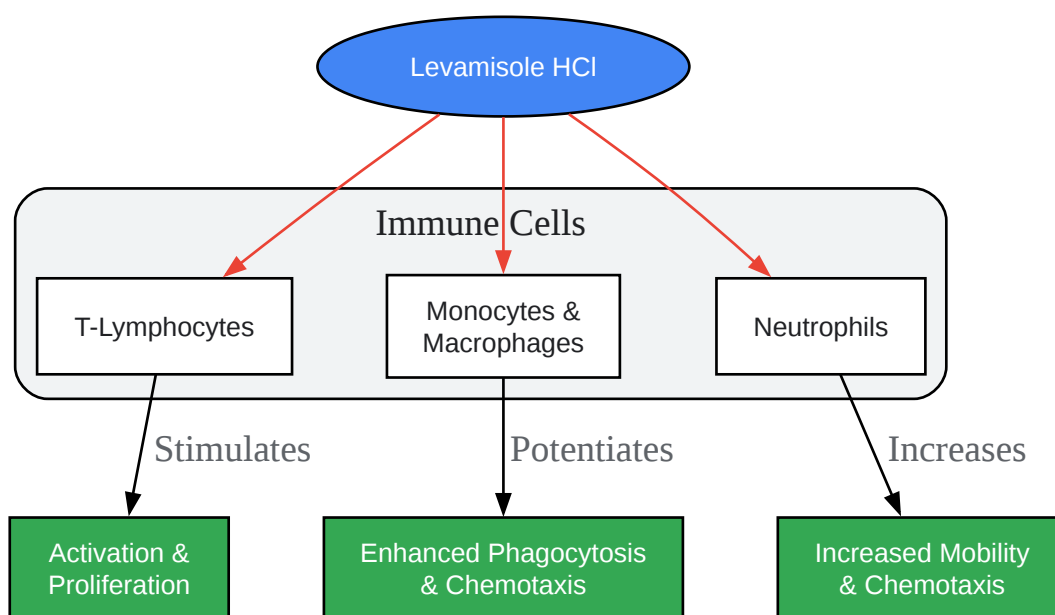 Levamisole HCl
Immune Cells
T-Lymphocytes
Monocytes &
Macrophages
Neutrophils
Stimulates
Potentiates
Increases
Activation &
Proliferation
Enhanced Phagocytosis
& Chemotaxis
Increased Mobility
& Chemotaxis